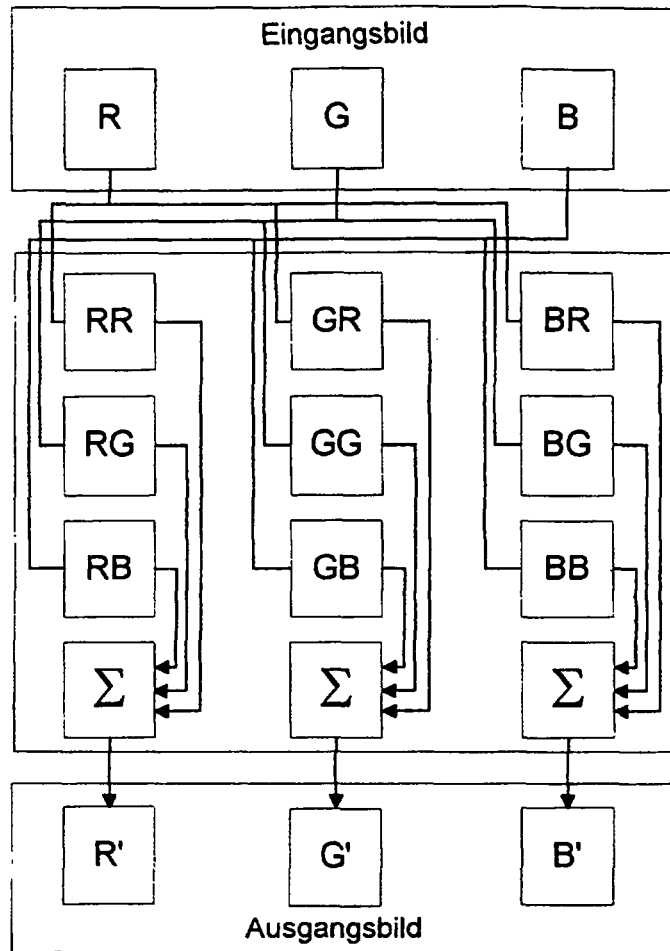 Eingangsbild
R G B
RR GR BR
RG GG BG
RB GB BB
Σ Σ Σ
R' G' B'
Ausgangsbild